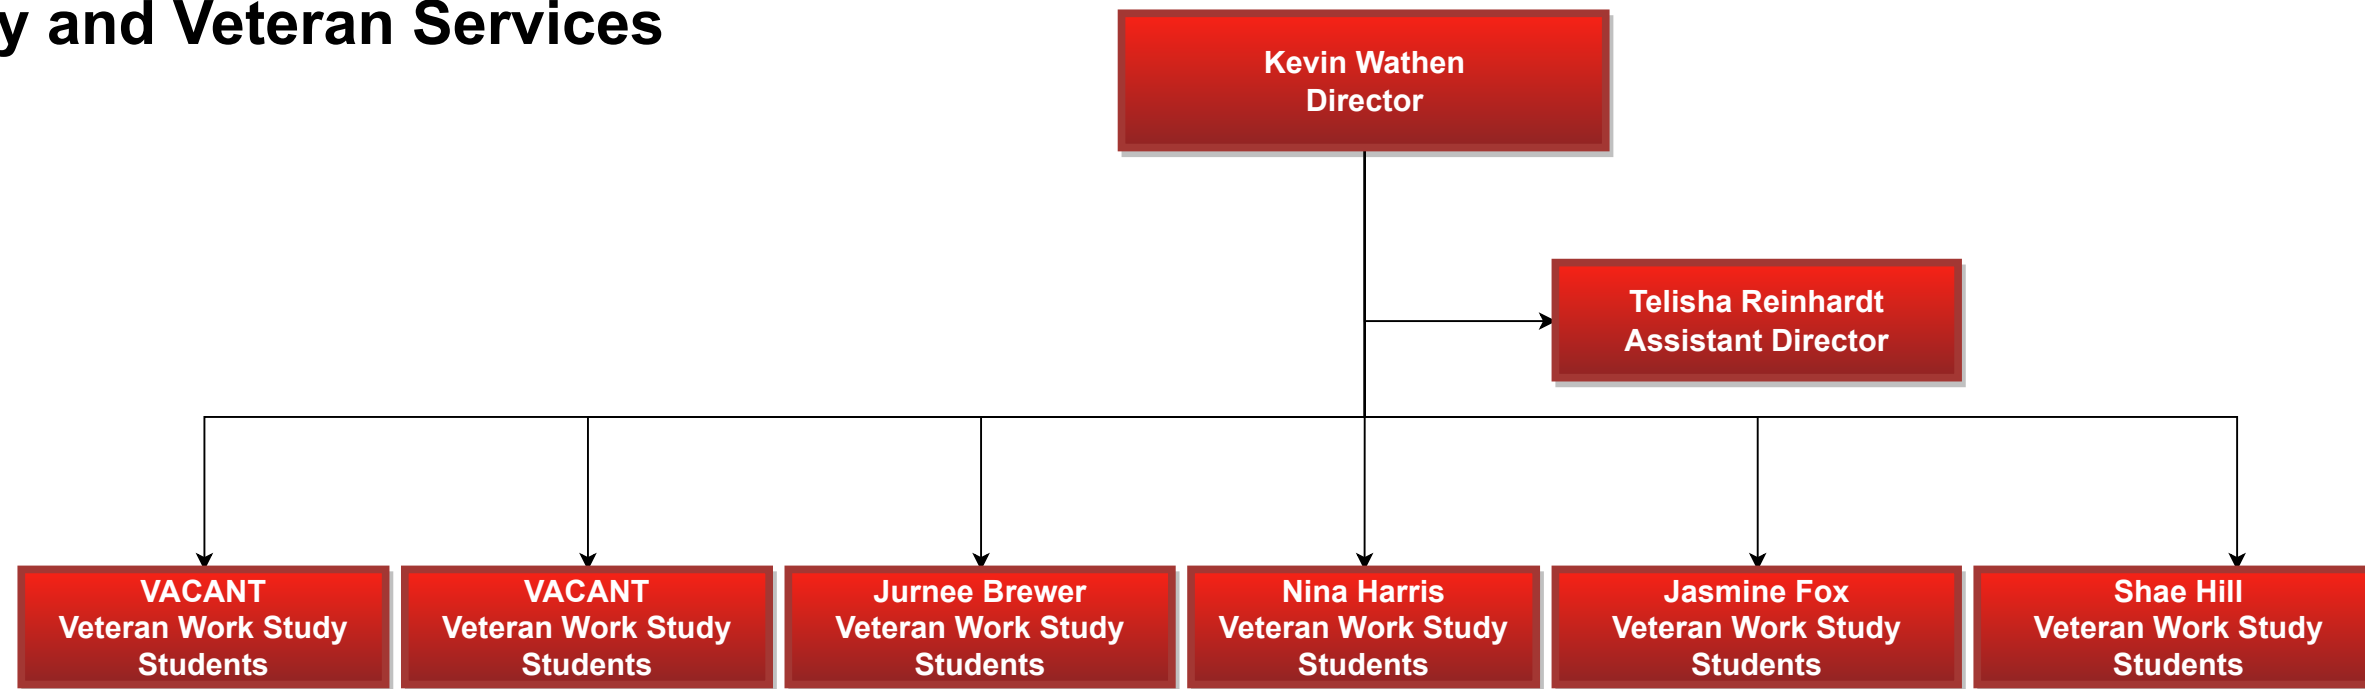 y and Veteran Services
Kevin Wathen
Director
Telisha Reinhardt
Assistant Director
VACANT
Veteran Work Study
Students
VACANT
Veteran Work Study
Students
Jurnee Brewer
Veteran Work Study
Students
Nina Harris
Veteran Work Study
Students
Jasmine Fox
Veteran Work Study
Students
Shae Hill
Veteran Work Study
Students